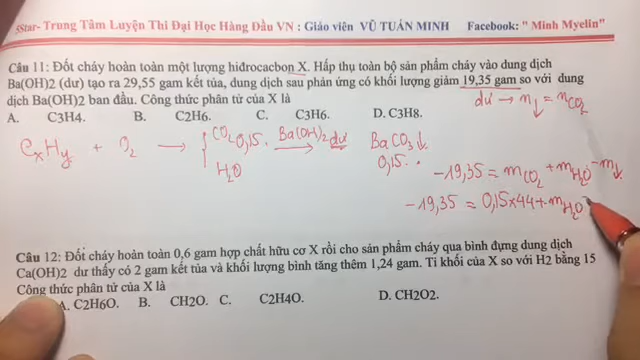 5Star- Trung Tâm Luyện Thi Đại Học Hàng Đầu VN : Giáo viên VŨ TUẤN MINH Facebook: " Minh Myelin"
Câu 11: Đốt cháy hoàn toàn một lượng hiđrocacbon X. Hấp thụ toàn bộ sản phẩm cháy vào dung dịch
Ba(OH)2 (dư) tạo ra 29,55 gam kết tủa, dung dịch sau phản ứng có khối lượng giảm 19,35 gam so với dung
dịch Ba(OH)2 ban đầu. Công thức phân tử của X là
dư → n↓ = nCO2
A. C3H4. B. C2H6. C. C3H6. D. C3H8.
CxHy + O2 → { CO2 0,15. Ba(OH)2 dư → BaCO3↓
H2O 0,15.
-19,35 = mCO2 + mH2O - m↓
-19,35 = 0,15×44 + mH2O -
Câu 12: Đốt cháy hoàn toàn 0,6 gam hợp chất hữu cơ X rồi cho sản phẩm cháy qua bình đựng dung dịch
Ca(OH)2 dư thấy có 2 gam kết tủa và khối lượng bình tăng thêm 1,24 gam. Tỉ khối của X so với H2 bằng 15
Công thức phân tử của X là
A. C2H6O. B. CH2O. C. C2H4O. D. CH2O2.